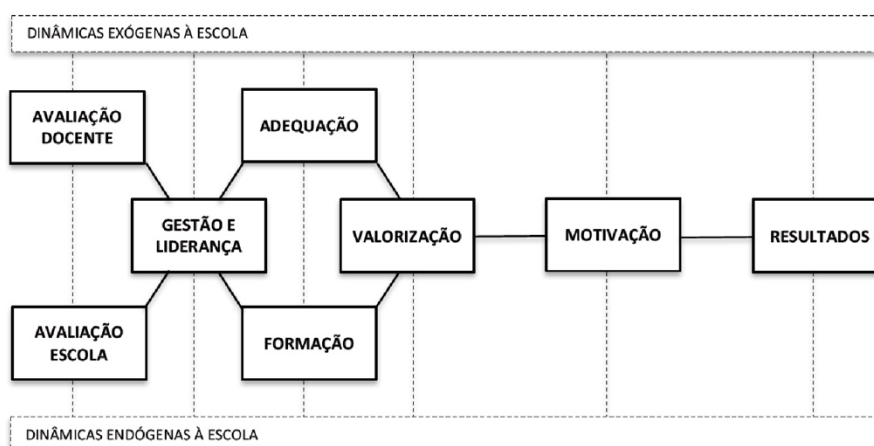 DINÂMICAS EXÓGENAS À ESCOLA
AVALIAÇÃO
DOCENTE
ADEQUAÇÃO
GESTÃO E
LIDERANÇA
VALORIZAÇÃO
MOTIVAÇÃO
RESULTADOS
AVALIAÇÃO
ESCOLA
FORMAÇÃO
DINÂMICAS ENDÓGENAS À ESCOLA